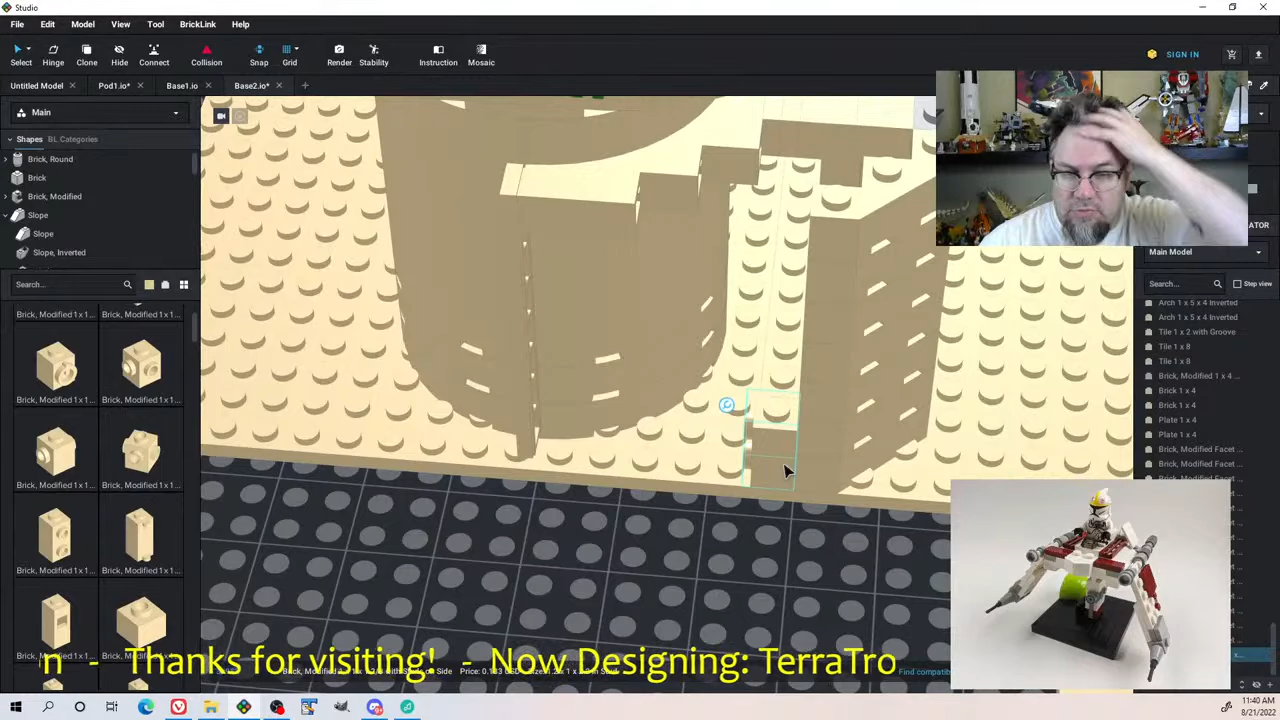 Studio
File Edit Model View Tool BrickLink Help
Select Hinge Clone Hide Connect Collision Snap Grid Render Stability Instruction Mosaic
SIGN IN
Untitled Model Pod1.io* Base1.io Base2.io*
Main
Shapes BL Categories
Brick, Round
Brick
Brick, Modified
Slope
Slope
Slope, Inverted
Search...
Brick, Modified 1 x 1... Brick, Modified 1 x 1...
Brick, Modified 1 x 1... Brick, Modified 1 x 1...
Brick, Modified 1 x 1... Brick, Modified 1 x 1...
Brick, Modified 1 x 1... Brick, Modified 1 x 1...
Main Model
Search... Step view
Arch 1 x 5 x 4 Inverted
Arch 1 x 5 x 4 Inverted
Tile 1 x 2 with Groove
Tile 1 x 8
Tile 1 x 8
Brick, Modified 1 x 4 ...
Brick 1 x 4
Brick 1 x 4
Plate 1 x 4
Plate 1 x 4
Brick, Modified Facet ...
Brick, Modified Facet ...
Thanks for visiting! - Now Designing: TerraTro
Find compatib
11:40 AM
8/21/2022